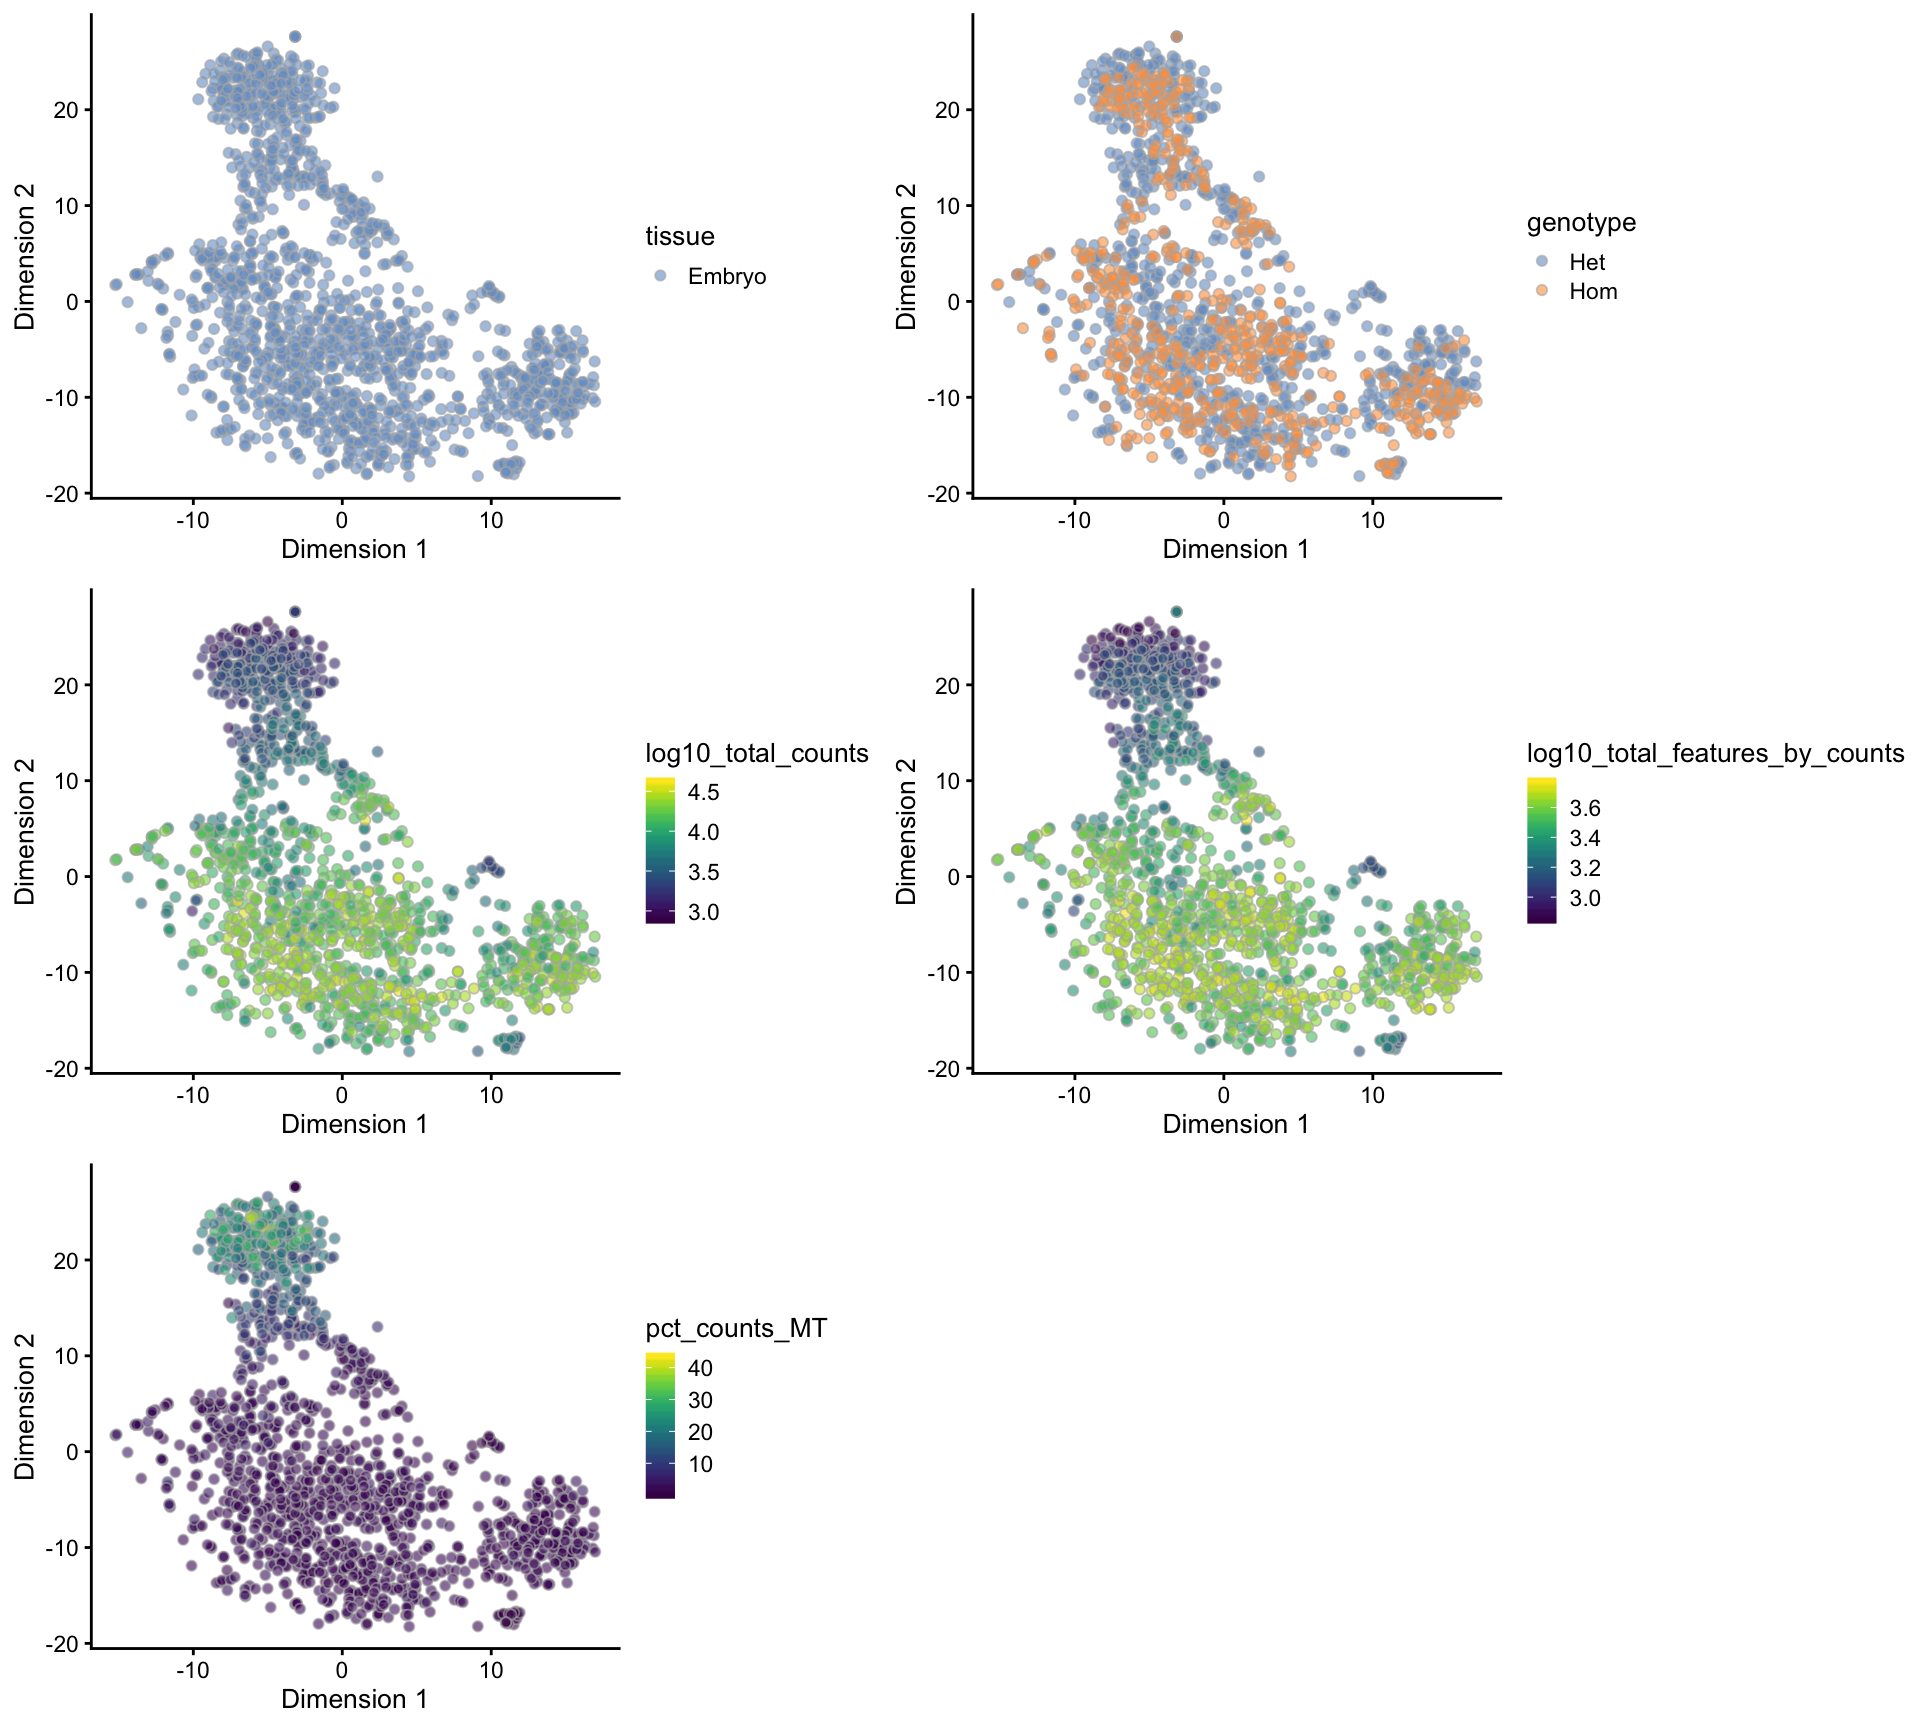 20
10
0
-10
-20
-10 0 10
Dimension 1
Dimension 2
tissue
Embryo
20
10
0
-10
-20
-10 0 10
Dimension 1
Dimension 2
genotype
Het
Hom
20
10
0
-10
-20
-10 0 10
Dimension 1
Dimension 2
log10_total_counts
4.5
4.0
3.5
3.0
20
10
0
-10
-20
-10 0 10
Dimension 1
Dimension 2
log10_total_features_by_counts
3.6
3.4
3.2
3.0
20
10
0
-10
-20
-10 0 10
Dimension 1
Dimension 2
pct_counts_MT
40
30
20
10